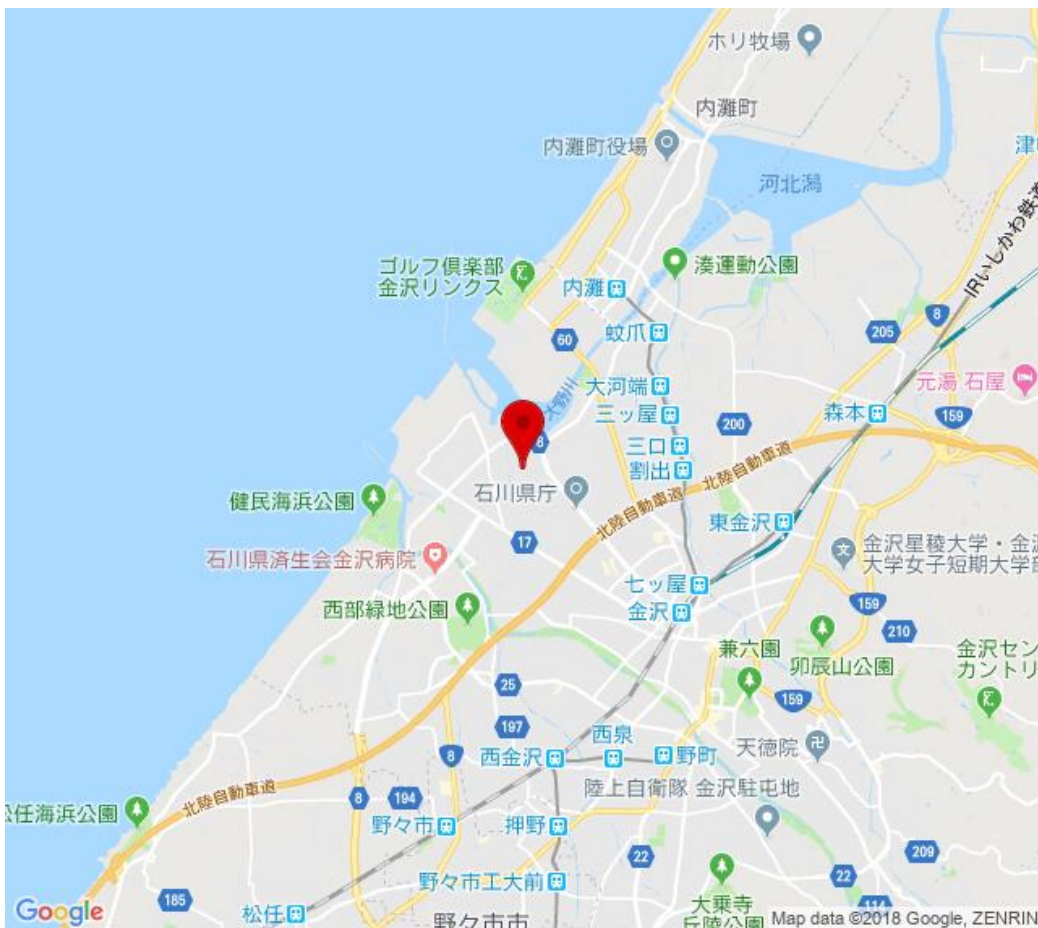 ホリ牧場
内灘町
内灘町役場
津
河北潟
IRいしかわ鉄道
ゴルフ倶楽部
金沢リンクス
湊運動公園
内灘
8
蚊爪
60
205
大河端
元湯 石屋
大野川
三ッ屋
森本
159
200
8
三口
割出
北陸自動車道
健民海浜公園
石川県庁
北陸自動車道
東金沢
17
石川県済生会金沢病院
金沢星稜大学・金沢
大学女子短期大学部
七ッ屋
西部緑地公園
金沢
159
210
兼六園
卯辰山公園
金沢セン
カントリ
25
159
197
西泉
8
西金沢
野町
天徳院
陸上自衛隊 金沢駐屯地
北陸自動車道
8
194
松任海浜公園
野々市
押野
22
209
野々市工大前
22
185
大乗寺
丘陵公園
114
Google
松任
野々市市
Map data ©2018 Google, ZENRIN